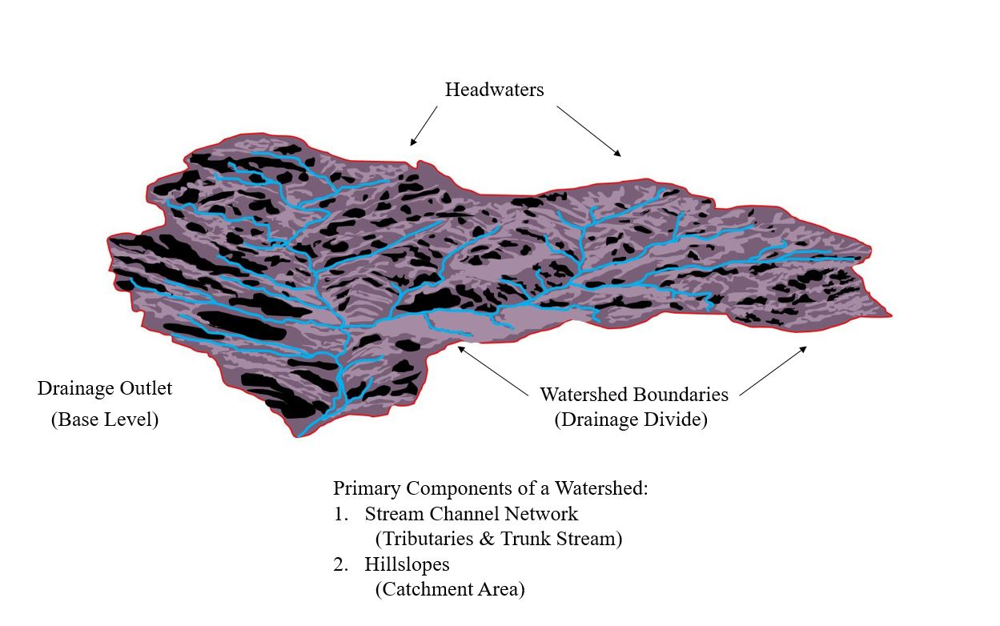 Headwaters
Drainage Outlet
(Base Level)
Watershed Boundaries
(Drainage Divide)
Primary Components of a Watershed:
1. Stream Channel Network
(Tributaries & Trunk Stream)
2. Hillslopes
(Catchment Area)